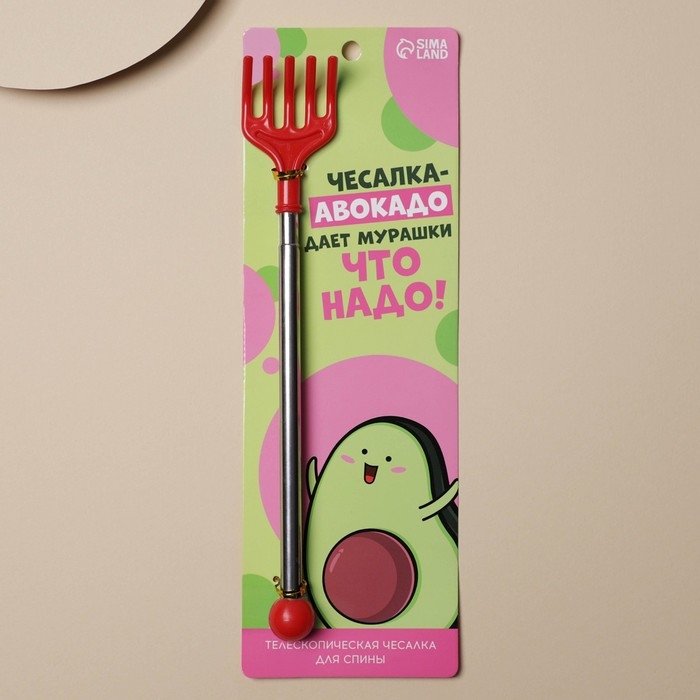 SIMA
LAND
ЧЕСАЛКА-
АВОКАДО
ДАЕТ МУРАШКИ
ЧТО
НАДО!
ТЕЛЕСКОПИЧЕСКАЯ ЧЕСАЛКА
ДЛЯ СПИНЫ